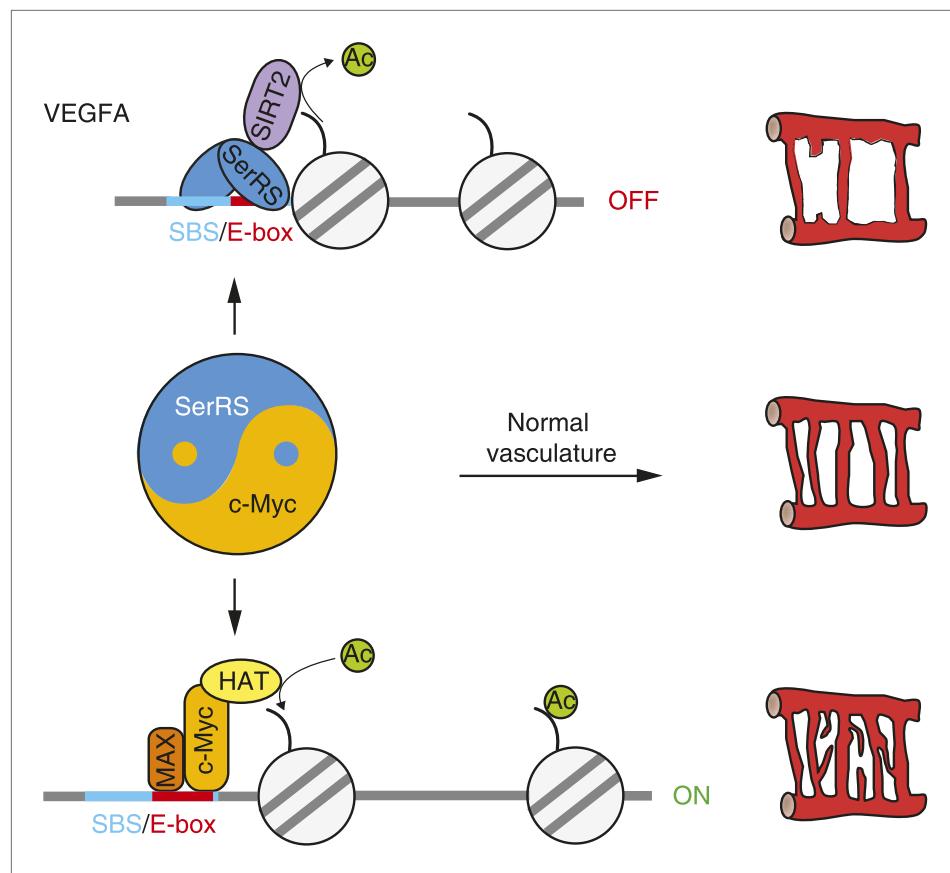 Ac
VEGFA
SIRT2
SerRS
OFF
SBS/E-box
SerRS
c-Myc
Normal
vasculature
Ac
HAT
Ac
MAX
c-Myc
ON
SBS/E-box